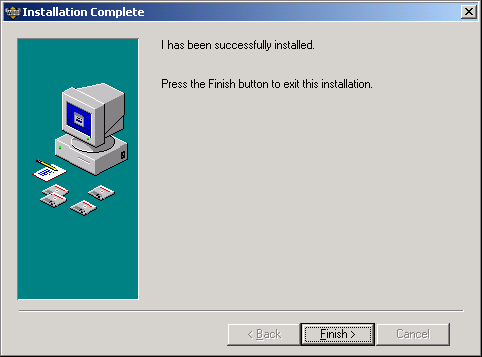 Installation Complete
I has been successfully installed.
Press the Finish button to exit this installation.
< Back
Finish >
Cancel